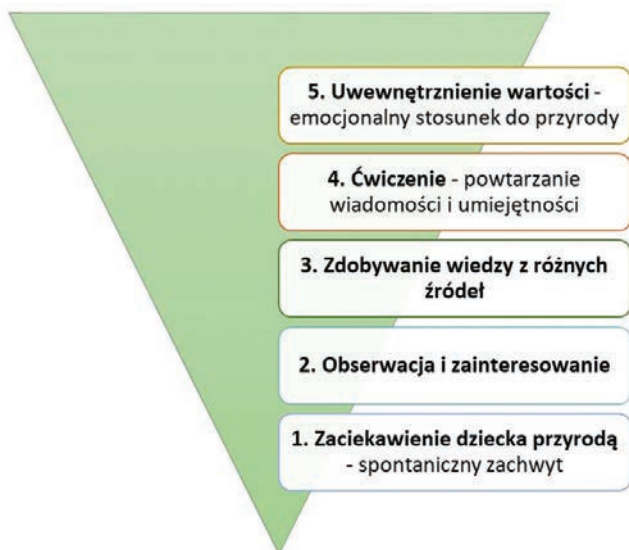 5. Uwewnętrznienie wartości -
emocjonalny stosunek do przyrody
4. Ćwiczenie - powtarzanie
wiadomości i umiejętności
3. Zdobywanie wiedzy z różnych
źródeł
2. Obserwacja i zainteresowanie
1. Zaciekawienie dziecka przyrodą
- spontaniczny zachwyt